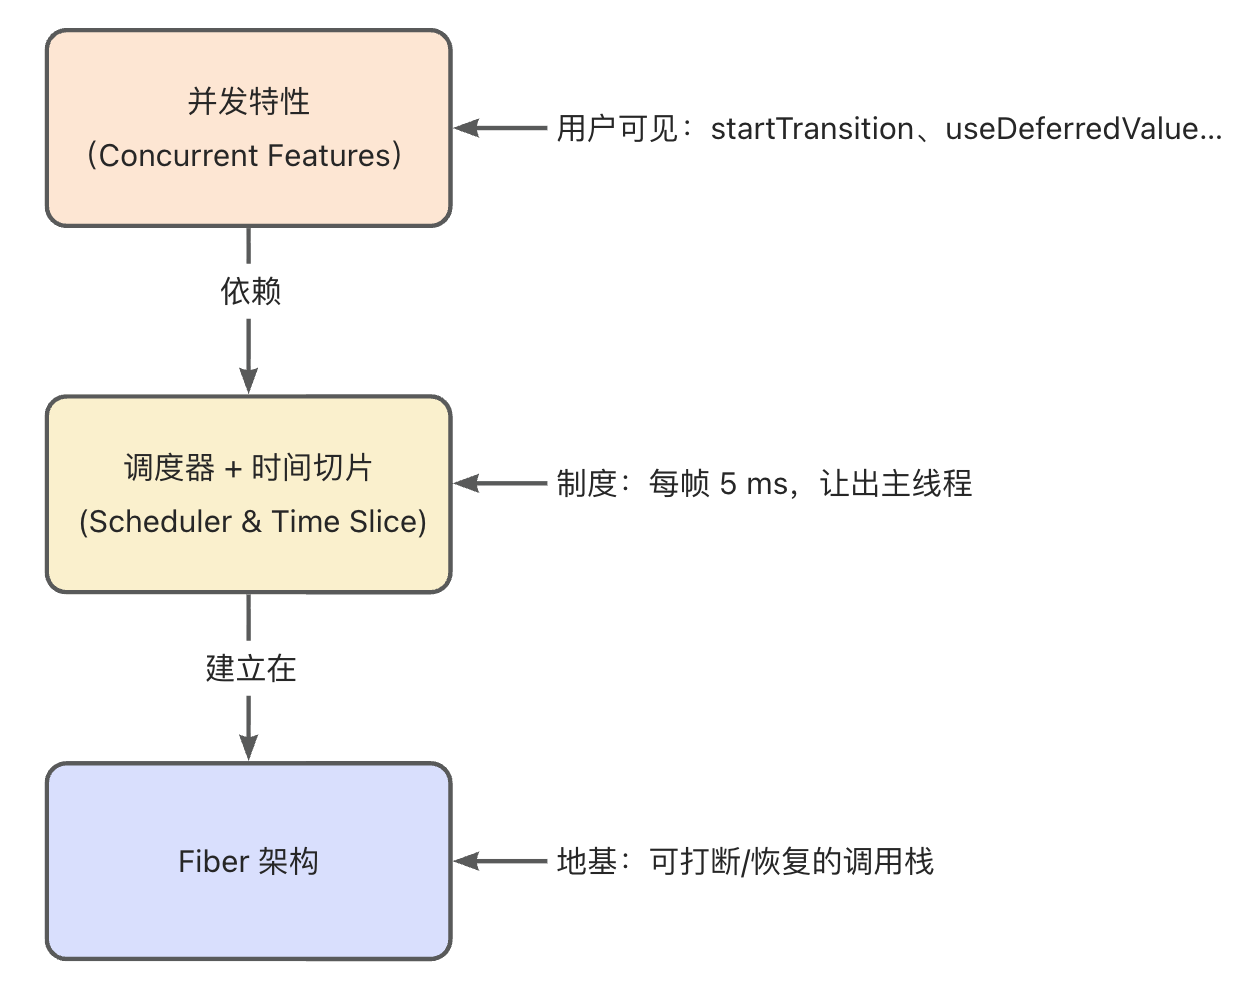 并发特性
（Concurrent Features）
用户可见：startTransition、useDeferredValue...
依赖
调度器 + 时间切片
(Scheduler & Time Slice)
制度：每帧 5 ms，让出主线程
建立在
Fiber 架构
地基：可打断/恢复的调用栈